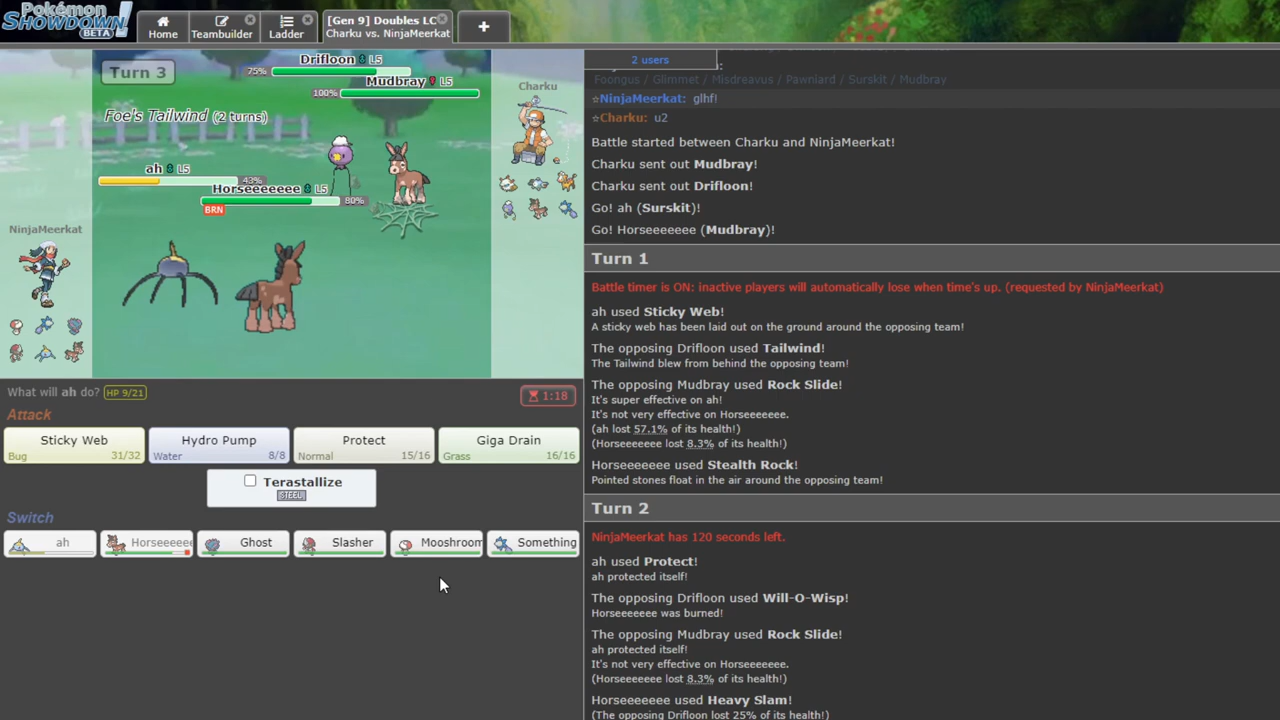 Pokémon
SHOWDOWN!
BETA
Home
Teambuilder
Ladder
[Gen 9] Doubles LC
Charku vs. NinjaMeerkat
+
Turn 3
Drifloon L5
75%
Mudbray L5
100%
Foe's Tailwind (2 turns)
ah L5
43%
Horseeeeeee L5
BRN
80%
Charku
NinjaMeerkat
What will ah do? HP 9/21
1:18
Attack
Sticky Web
Bug 31/32
Hydro Pump
Water 8/8
Protect
Normal 15/16
Giga Drain
Grass 16/16
Terastallize
STEEL
Switch
ah
Horseeeeee
Ghost
Slasher
Mooshroom
Something
2 users
Foongus / Glimmet / Misdreavus / Pawniard / Surskit / Mudbray
☆NinjaMeerkat: glhf!
☆Charku: u2
Battle started between Charku and NinjaMeerkat!
Charku sent out Mudbray!
Charku sent out Drifloon!
Go! ah (Surskit)!
Go! Horseeeeeee (Mudbray)!
Turn 1
Battle timer is ON: inactive players will automatically lose when time's up. (requested by NinjaMeerkat)
ah used Sticky Web!
A sticky web has been laid out on the ground around the opposing team!
The opposing Drifloon used Tailwind!
The Tailwind blew from behind the opposing team!
The opposing Mudbray used Rock Slide!
It's super effective on ah!
It's not very effective on Horseeeeeee.
(ah lost 57.1% of its health!)
(Horseeeeeee lost 8.3% of its health!)
Horseeeeeee used Stealth Rock!
Pointed stones float in the air around the opposing team!
Turn 2
NinjaMeerkat has 120 seconds left.
ah used Protect!
ah protected itself!
The opposing Drifloon used Will-O-Wisp!
Horseeeeeee was burned!
The opposing Mudbray used Rock Slide!
ah protected itself!
It's not very effective on Horseeeeeee.
(Horseeeeeee lost 8.3% of its health!)
Horseeeeeee used Heavy Slam!
(The opposing Drifloon lost 25% of its health!)